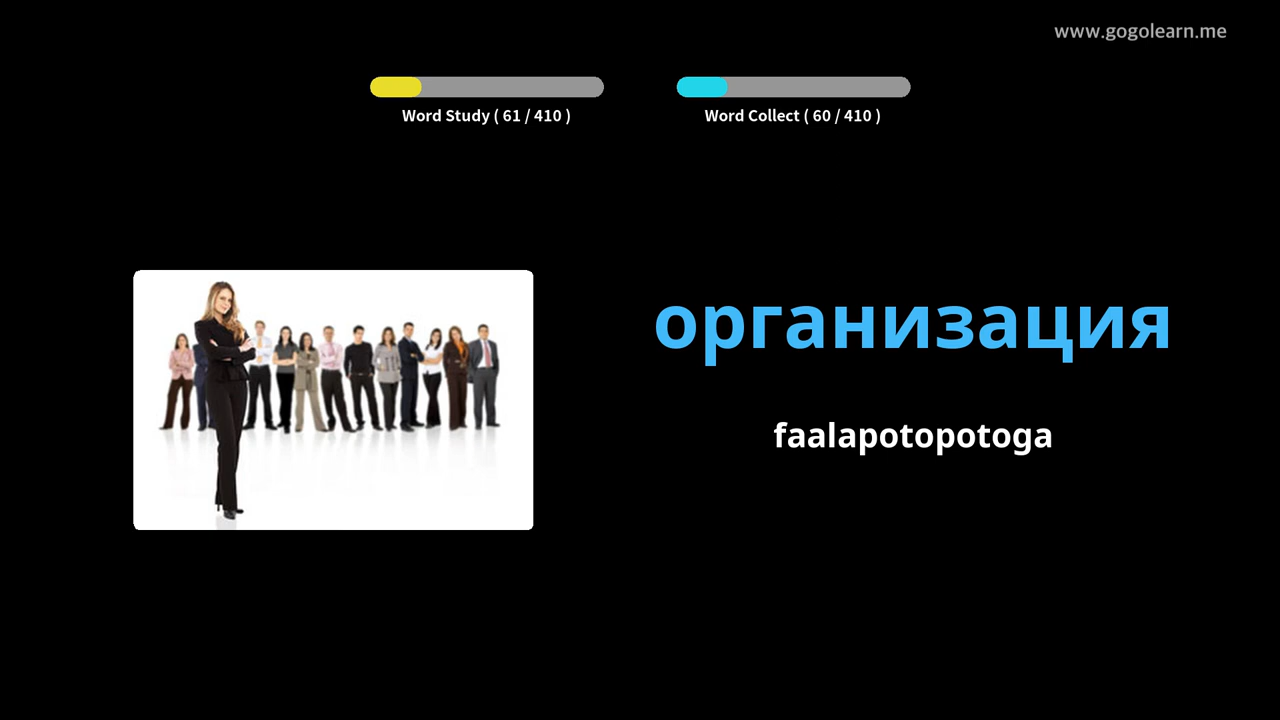 www.gogolearn.me
Word Study ( 61 / 410 )
Word Collect ( 60 / 410 )
организация
faalapotopotoga